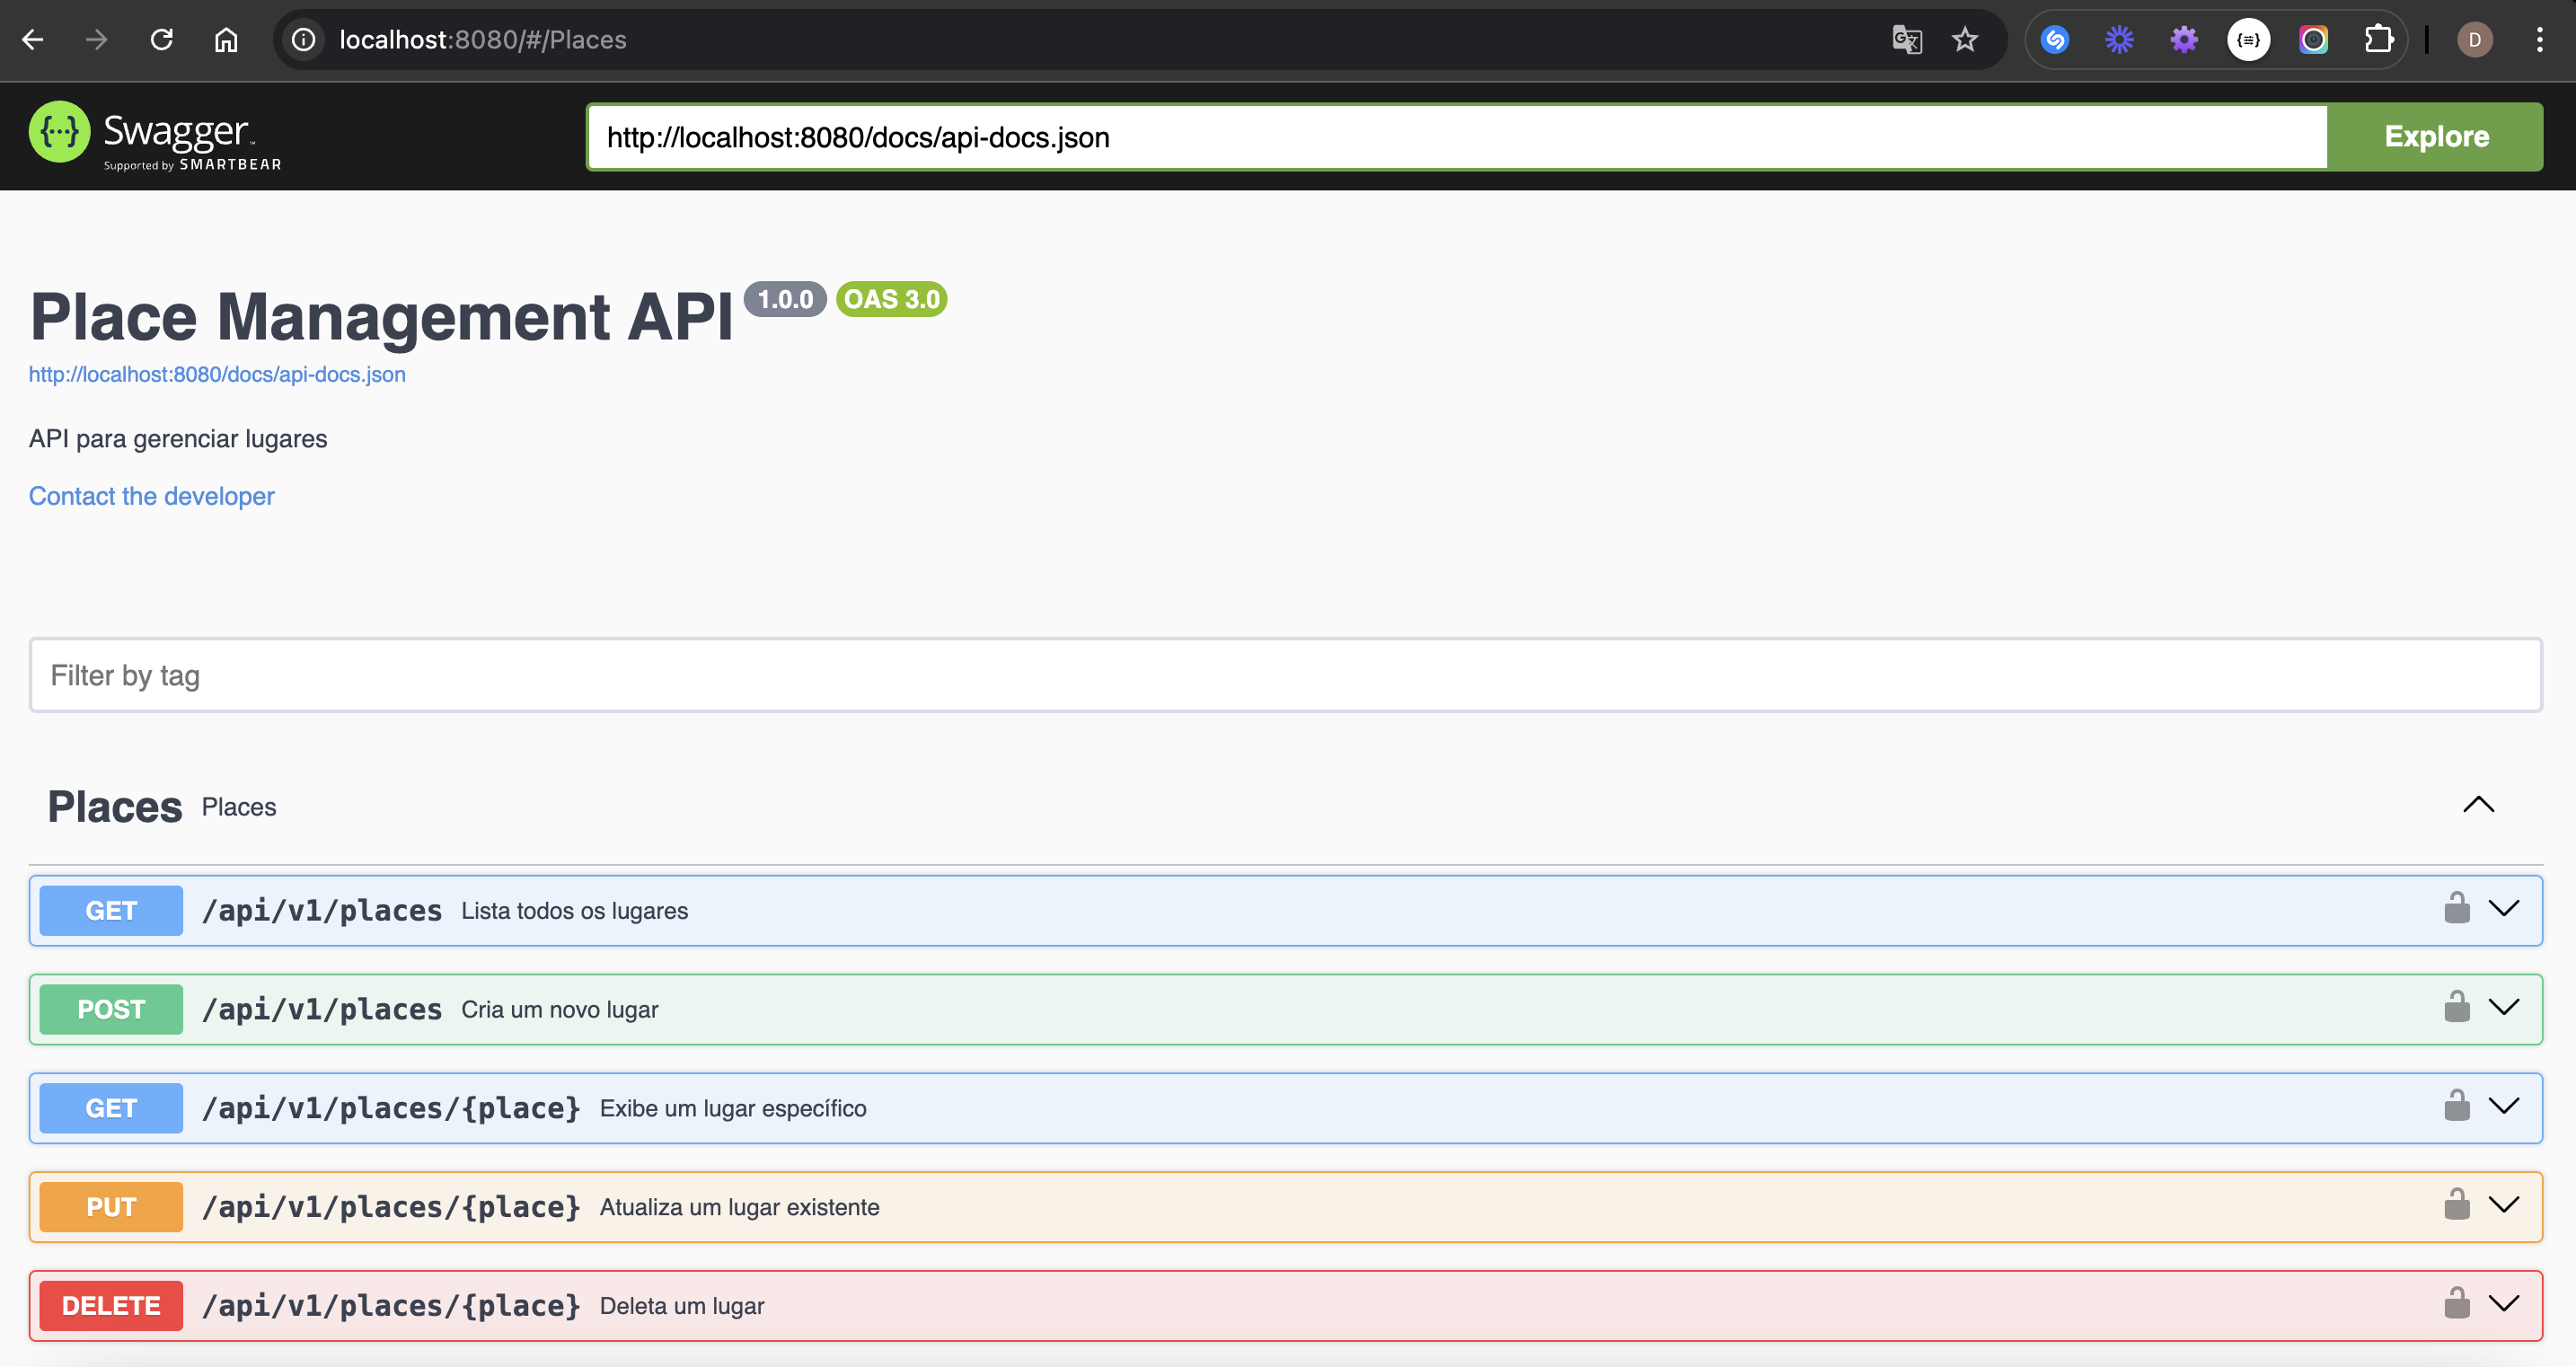 localhost:8080/#/Places
D
{···} Swagger
Supported by SMARTBEAR
http://localhost:8080/docs/api-docs.json
Explore
Place Management API 1.0.0 OAS 3.0
http://localhost:8080/docs/api-docs.json
API para gerenciar lugares
Contact the developer
Filter by tag
Places Places
GET /api/v1/places Lista todos os lugares
POST /api/v1/places Cria um novo lugar
GET /api/v1/places/{place} Exibe um lugar específico
PUT /api/v1/places/{place} Atualiza um lugar existente
DELETE /api/v1/places/{place} Deleta um lugar